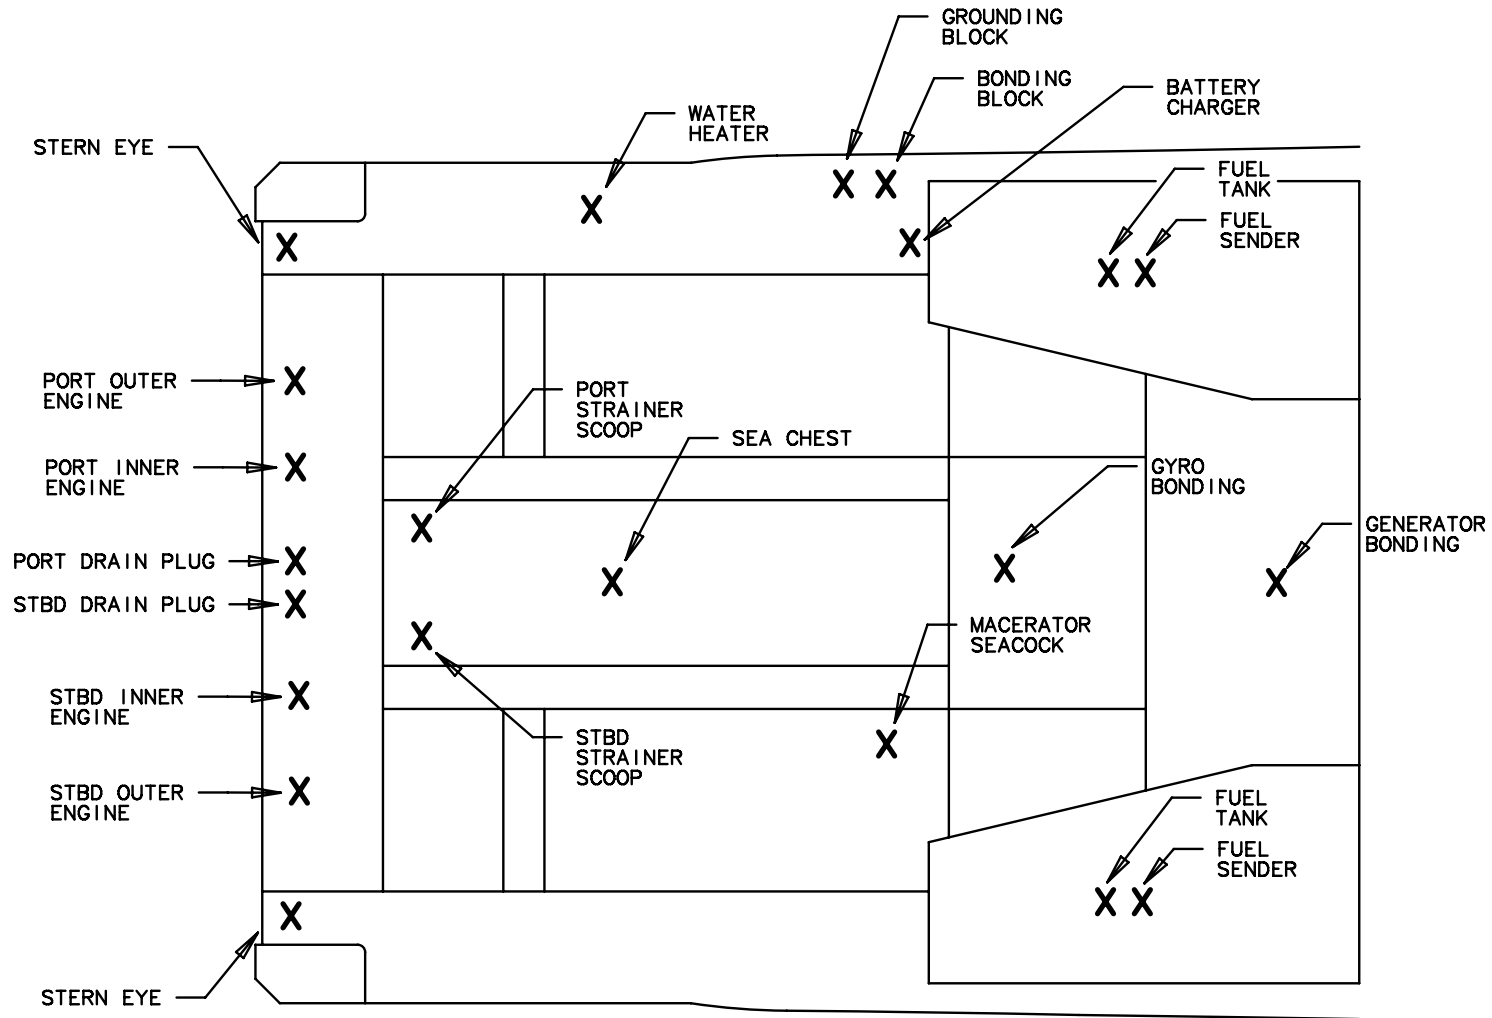 GROUNDING
BLOCK
BONDING
BLOCK
BATTERY
CHARGER
WATER
HEATER
STERN EYE
FUEL
TANK
FUEL
SENDER
PORT OUTER
ENGINE
PORT
STRAINER
SCOOP
SEA CHEST
PORT INNER
ENGINE
GYRO
BONDING
GENERATOR
BONDING
PORT DRAIN PLUG
STBD DRAIN PLUG
MACERATOR
SEACOCK
STBD INNER
ENGINE
STBD
STRAINER
SCOOP
STBD OUTER
ENGINE
FUEL
TANK
FUEL
SENDER
STERN EYE